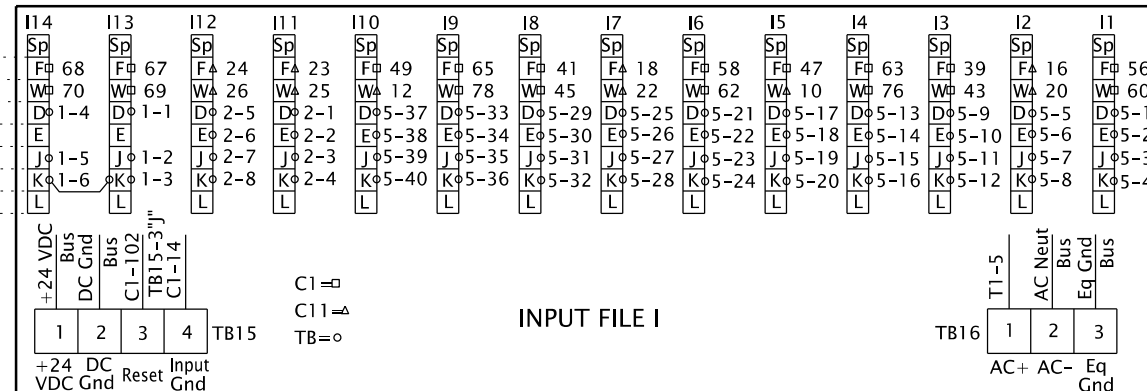 I14 I13 I12 I11 I10 I9 I8 I7 I6 I5 I4 I3 I2 I1
Sp Sp Sp Sp Sp Sp Sp Sp Sp Sp Sp Sp Sp Sp
F 68 F 67 F 24 F 23 F 49 F 65 F 41 F 18 F 58 F 47 F 63 F 39 F 16 F 56
W 70 W 69 W 26 W 25 W 12 W 78 W 45 W 22 W 62 W 10 W 76 W 43 W 20 W 60
D 1-4 D 1-1 D 2-5 D 2-1 D 5-37 D 5-33 D 5-29 D 5-25 D 5-21 D 5-17 D 5-13 D 5-9 D 5-5 D 5-1
E E E 2-6 E 2-2 E 5-38 E 5-34 E 5-30 E 5-26 E 5-22 E 5-18 E 5-14 E 5-10 E 5-6 E 5-2
J 1-5 J 1-2 J 2-7 J 2-3 J 5-39 J 5-35 J 5-31 J 5-27 J 5-23 J 5-19 J 5-15 J 5-11 J 5-7 J 5-3
K 1-6 K 1-3 K 2-8 K 2-4 K 5-40 K 5-36 K 5-32 K 5-28 K 5-24 K 5-20 K 5-16 K 5-12 K 5-8 K 5-4
L L L L L L L L L L L L L L
+24 VDC
Bus
DC Gnd
Bus
C1-102
TB15-3"J"
C1-14
1 2 3 4 TB15
+24 VDC
DC Gnd
Reset
Input Gnd
C1=
C11=
TB=
INPUT FILE I
T1-5
AC Neut
Bus
Eq Gnd
Bus
TB16 1 2 3
AC+ AC- Eq
Gnd